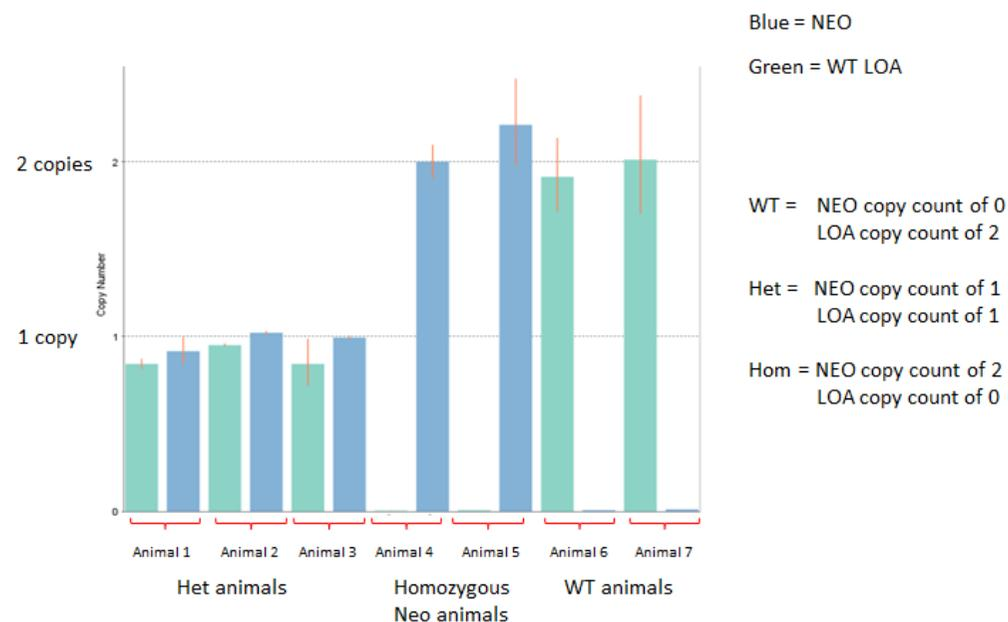 Blue = NEO
Green = WT LOA
2 copies
2
WT = NEO copy count of 0
LOA copy count of 2
Copy Number
Het = NEO copy count of 1
LOA copy count of 1
1 copy
1
Hom = NEO copy count of 2
LOA copy count of 0
0
Animal 1 Animal 2 Animal 3 Animal 4 Animal 5 Animal 6 Animal 7
Het animals Homozygous WT animals
Neo animals